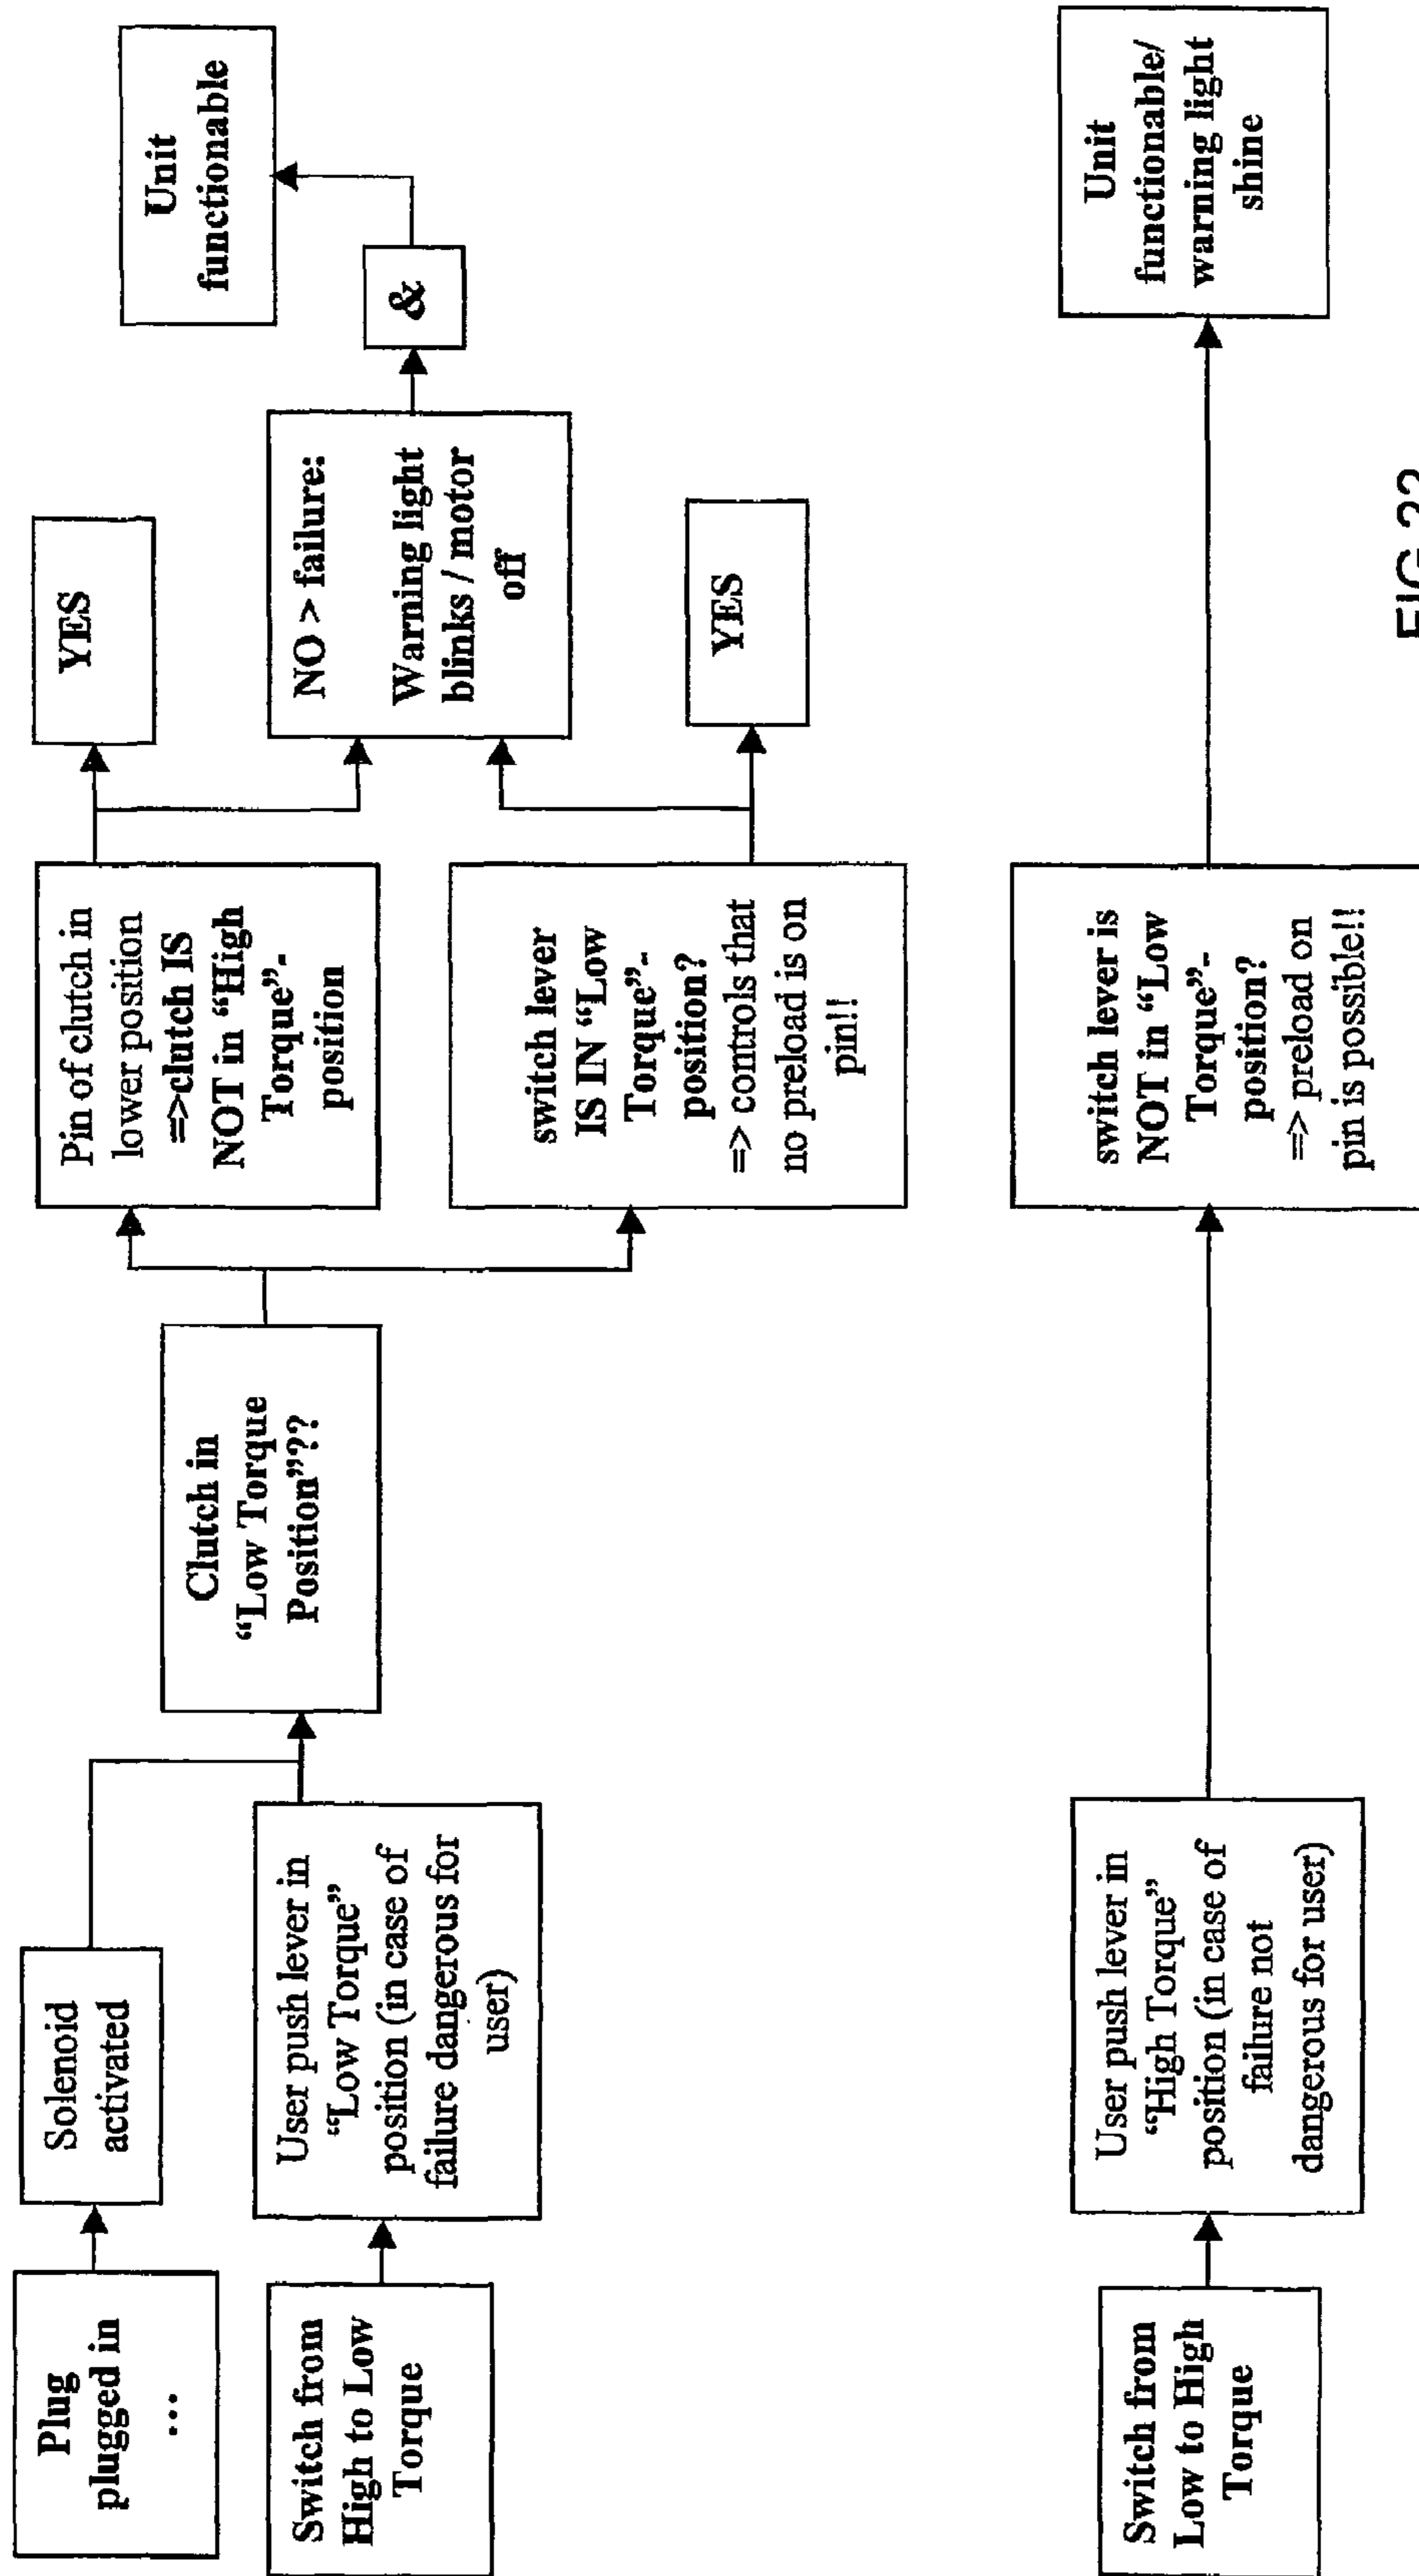 Plug
plugged in
...
Solenoid
activated
Switch from
High to Low
Torque
User push lever in
“Low Torque”
position (in case of
failure dangerous for
user)
Clutch in
“Low Torque
Position”??
Pin of clutch in
lower position
=>clutch IS
NOT in “High
Torque”-
position
switch lever
IS IN “Low
Torque”-
position?
=> controls that
no preload is on
pin!!
YES
NO > failure:
Warning light
blinks / motor
off
YES
&
Unit
functionable
Switch from
Low to High
Torque
User push lever in
“High Torque”
position (in case of
failure not
dangerous for user)
switch lever is
NOT in “Low
Torque”-
position?
=> preload on
pin is possible!!
Unit
functionable/
warning light
shine